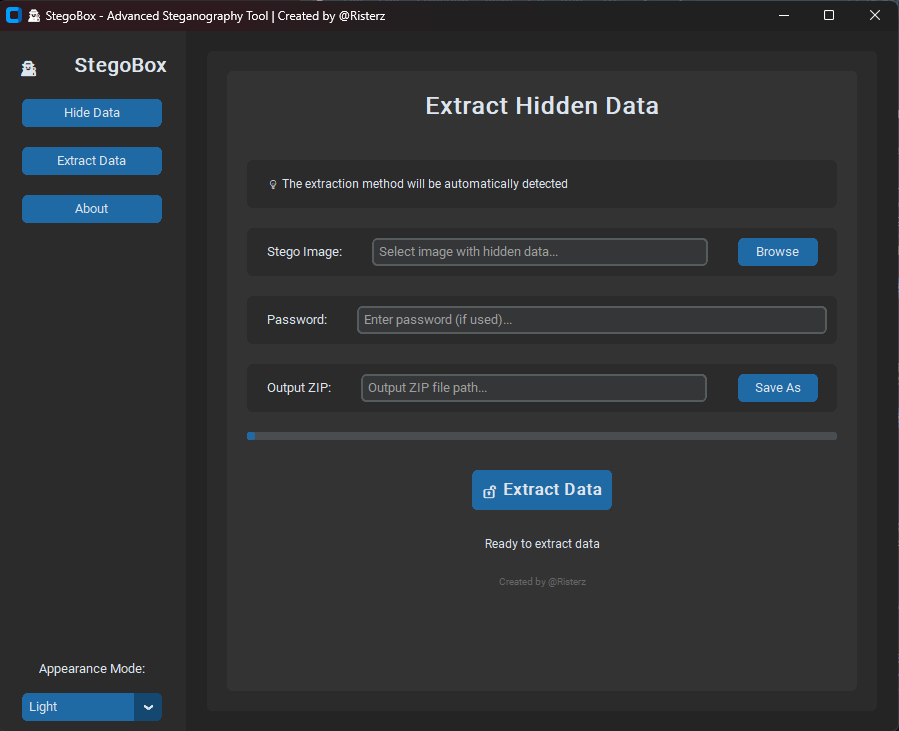 StegoBox - Advanced Steganography Tool | Created by @Risterz
StegoBox
Hide Data
Extract Data
About
Appearance Mode:
Light
Extract Hidden Data
The extraction method will be automatically detected
Stego Image: Select image with hidden data... Browse
Password: Enter password (if used)...
Output ZIP: Output ZIP file path... Save As
Extract Data
Ready to extract data
Created by @Risterz